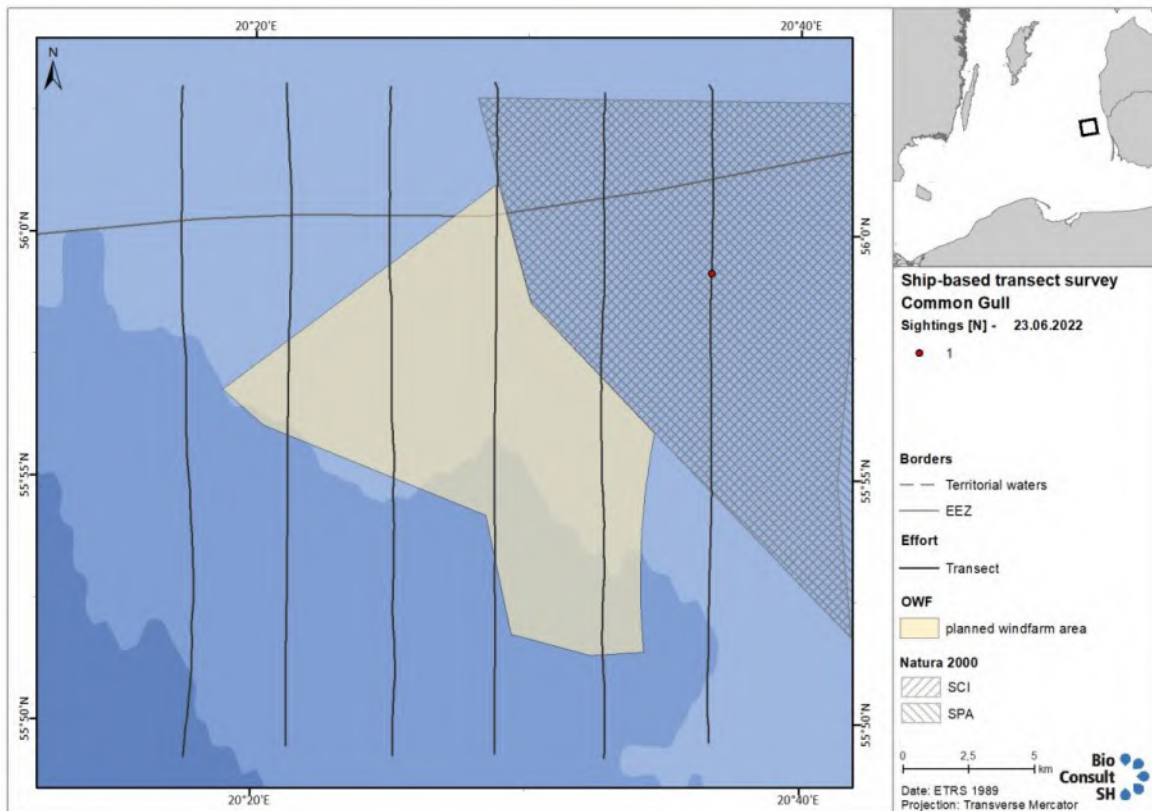 20°20'E
20°40'E
N
56°0'N
56°0'N
55°55'N
55°55'N
55°50'N
55°50'N
20°20'E
20°40'E
Ship-based transect survey
Common Gull
Sightings [N] - 23.06.2022
1
Borders
Territorial waters
EEZ
Effort
Transect
OWF
planned windfarm area
Natura 2000
SCI
SPA
0 2,5 5
km
Date: ETRS 1989
Projection: Transverse Mercator
Bio
Consult
SH